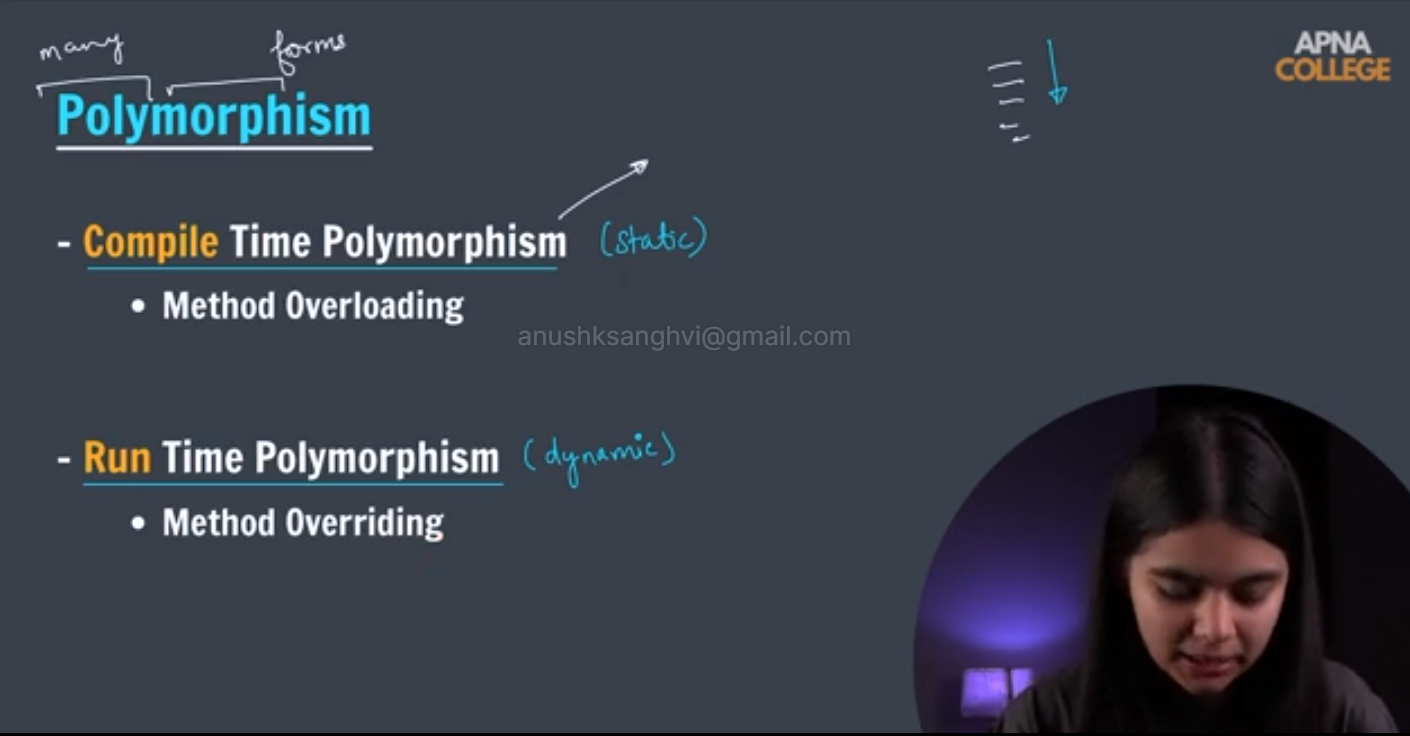 many forms
APNA
COLLEGE
Polymorphism
- Compile Time Polymorphism (static)
• Method Overloading
anushksanghvi@gmail.com
- Run Time Polymorphism (dynamic)
• Method Overriding